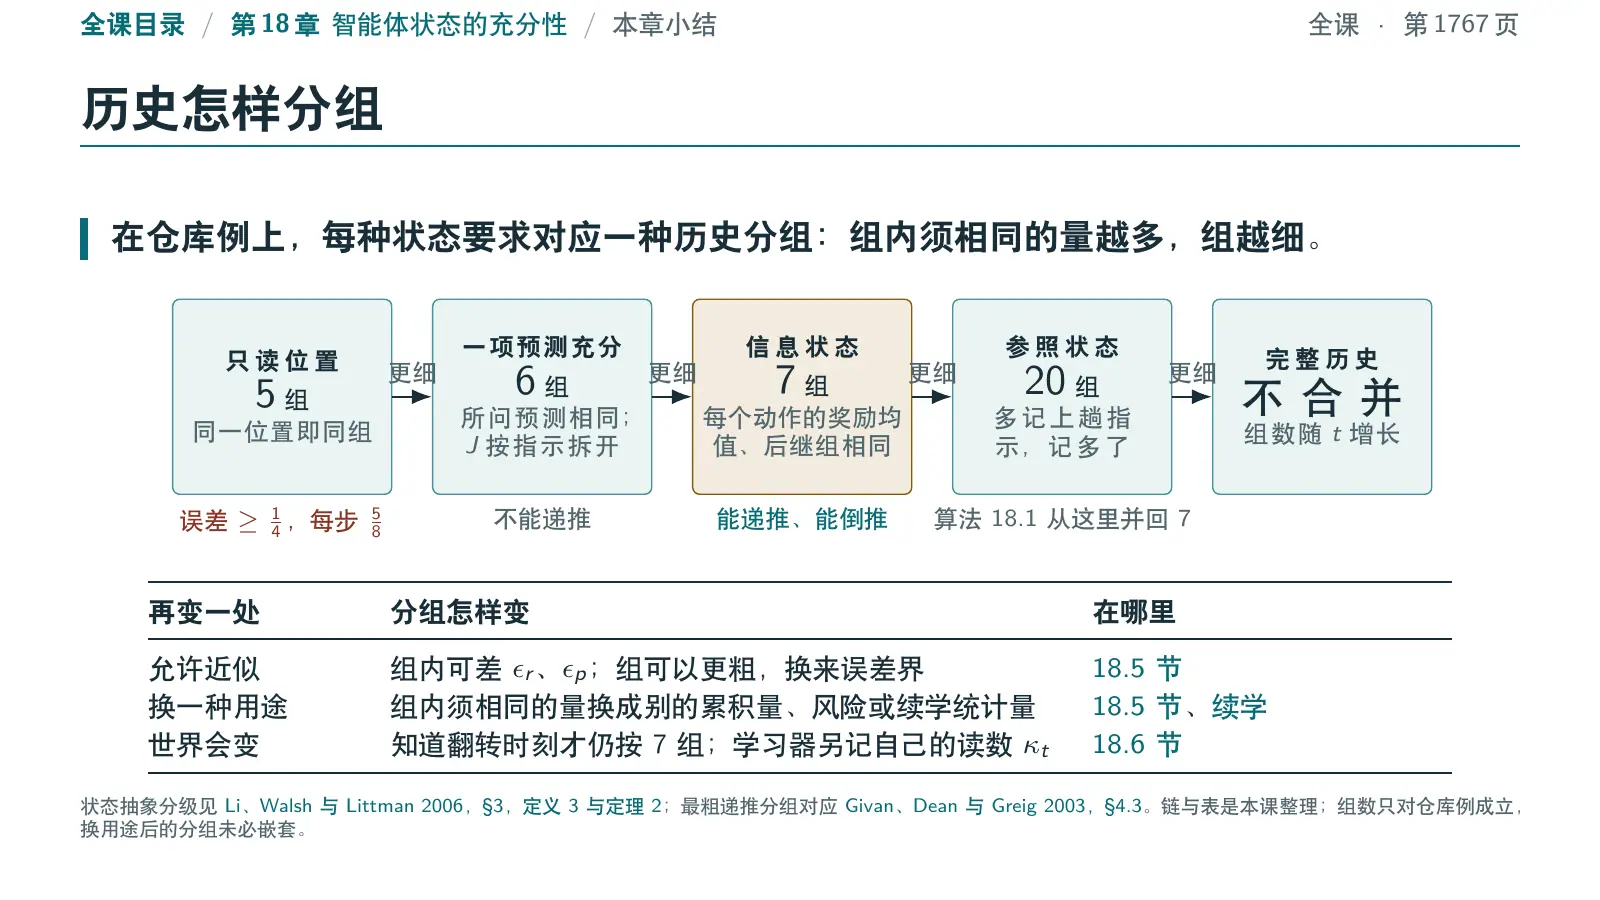 全课目录 / 第 18 章 智能体状态的充分性 / 本章小结
全课 · 第 1767 页
历史怎样分组
在仓库例上，每种状态要求对应一种历史分组：组内须相同的量越多，组越细。
只读位置
5 组
同一位置即同组
更细
一项预测充分
6 组
所问预测相同；
J 按指示拆开
更细
信息状态
7 组
每个动作的奖励均
值、后继组相同
更细
参照状态
20 组
多记上趟指
示，记多了
更细
完整历史
不合并
组数随 t 增长
误差 ≥ 1/4，每步 5/8
不能递推
能递推、能倒推
算法 18.1 从这里并回 7
再变一处 分组怎样变 在哪里
允许近似 组内可差 ϵr、ϵp；组可以更粗，换来误差界 18.5 节
换一种用途 组内须相同的量换成别的累积量、风险或续学统计量 18.5 节、续学
世界会变 知道翻转时刻才仍按 7 组；学习器另记自己的读数 κt 18.6 节
状态抽象分级见 Li、Walsh 与 Littman 2006，§3，定义 3 与定理 2；最粗递推分组对应 Givan、Dean 与 Greig 2003，§4.3。链与表是本课整理；组数只对仓库例成立，
换用途后的分组未必嵌套。